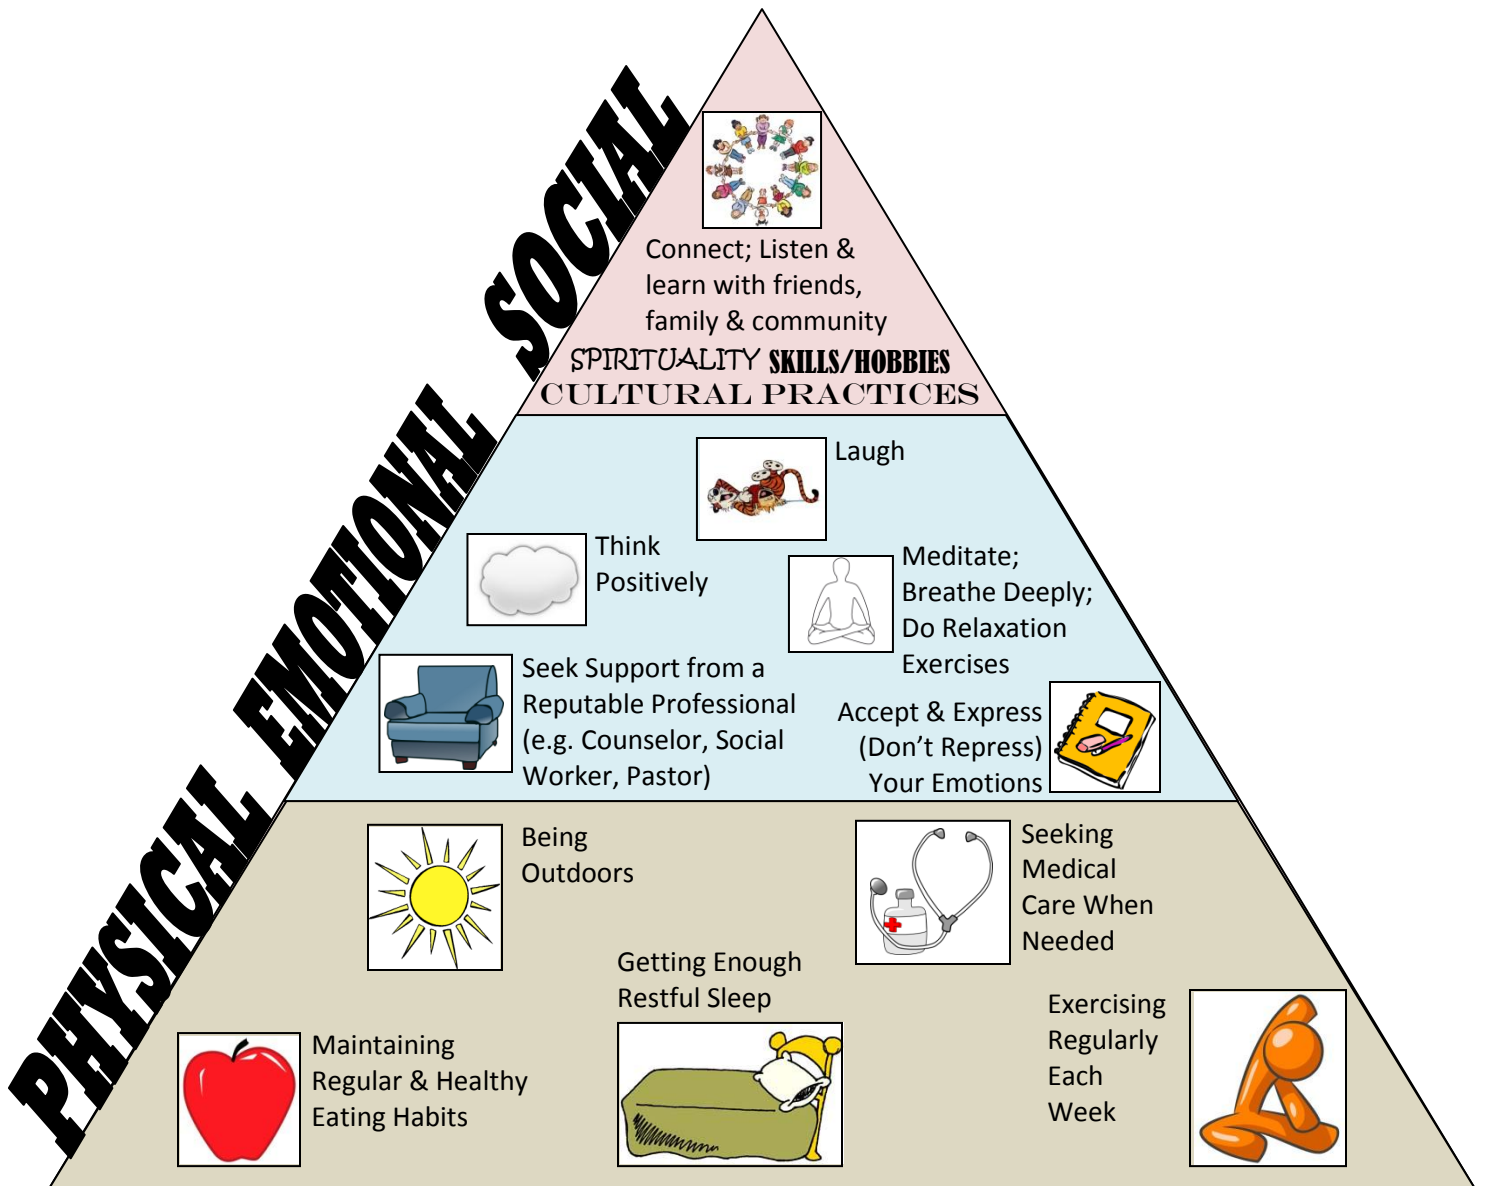 SOCIAL
Connect; Listen &
learn with friends,
family & community
SPIRITUALITY SKILLS/HOBBIES
CULTURAL PRACTICES
EMOTIONAL
Laugh
Think
Positively
Meditate;
Breathe Deeply;
Do Relaxation
Exercises
Seek Support from a
Reputable Professional
(e.g. Counselor, Social
Worker, Pastor)
Accept & Express
(Don’t Repress)
Your Emotions
PHYSICAL
Being
Outdoors
Seeking
Medical
Care When
Needed
Getting Enough
Restful Sleep
Maintaining
Regular & Healthy
Eating Habits
Exercising
Regularly
Each
Week